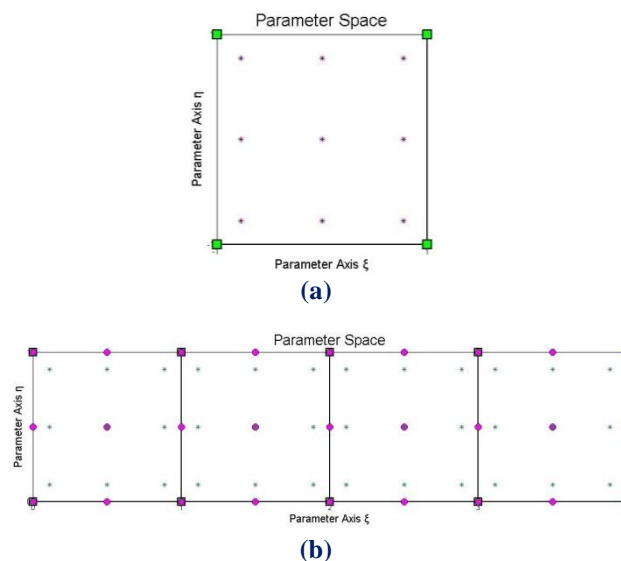 Parameter Space
Parameter Axis η
Parameter Axis ξ
(a)
Parameter Space
Parameter Axis η
Parameter Axis ξ
(b)